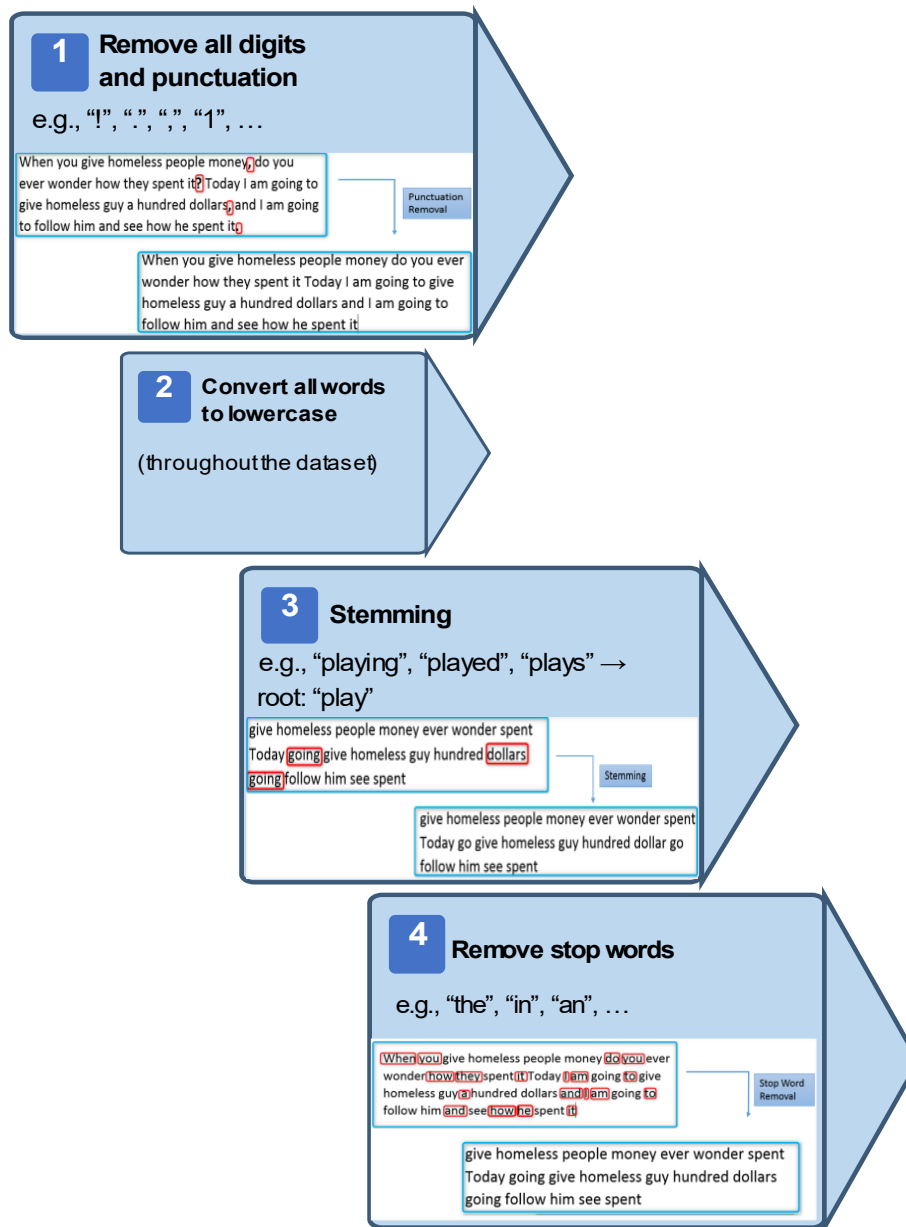 1
Remove all digits
and punctuation
e.g., “!”, “.”, “,”, “1”, …
When you give homeless people money, do you
ever wonder how they spent it? Today I am going to
give homeless guy a hundred dollars, and I am going
to follow him and see how he spent it.
Punctuation
Removal
When you give homeless people money do you ever
wonder how they spent it Today I am going to give
homeless guy a hundred dollars and I am going to
follow him and see how he spent it
2
Convert all words
to lowercase
(throughout the dataset)
3
Stemming
e.g., “playing”, “played”, “plays” →
root: “play”
give homeless people money ever wonder spent
Today going give homeless guy hundred dollars
going follow him see spent
Stemming
give homeless people money ever wonder spent
Today go give homeless guy hundred dollar go
follow him see spent
4
Remove stop words
e.g., “the”, “in”, “an”, …
When you give homeless people money do you ever
wonder how they spent it Today I am going to give
homeless guy a hundred dollars and I am going to
follow him and see how he spent it
Stop Word
Removal
give homeless people money ever wonder spent
Today going give homeless guy hundred dollars
going follow him see spent